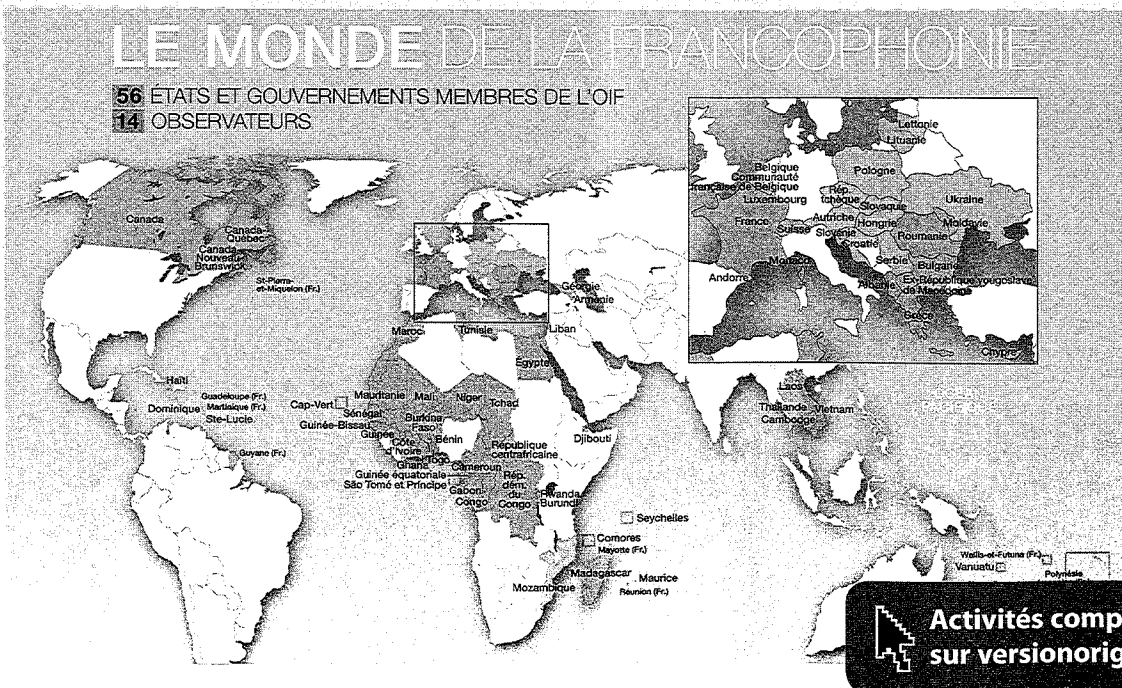 LE MONDE DE LA FRANCOPHONIE
56 ÉTATS ET GOUVERNEMENTS MEMBRES DE L'OIF
14 OBSERVATEURS
Canada
Canada-
Québec
Canada
Nouveau
Brunswick
St-Pierre-
et-Miquelon (Fr.)
Haïti
Guadeloupe (Fr.)
Dominique
Martinique (Fr.)
Ste-Lucie
Guyane (Fr.)
Géorgie
Arménie
Maroc
Tunisie
Liban
Égypte
Cap-Vert
Mauritanie
Mali
Niger
Tchad
Sénégal
Guinée-Bissau
Burkina
Faso
Guinée
Côte
d'Ivoire
Bénin
Togo
Ghana
Cameroun
République
centrafricaine
Djibouti
Guinée équatoriale
São Tomé et Príncipe
Gabon
Congo
Rép.
dém.
du
Congo
Rwanda
Burundi
Seychelles
Comores
Mayotte (Fr.)
Madagascar
Mozambique
Maurice
Réunion (Fr.)
Laos
Thaïlande
Vietnam
Cambodge
Wallis-et-Futuna (Fr.)
Vanuatu
Polynésie
Lettonie
Lituanie
Belgique
Communauté
française de Belgique
Luxembourg
Pologne
Rép.
tchèque
Slovaquie
Ukraine
France
Suisse
Autriche
Hongrie
Moldavie
Slovénie
Croatie
Roumanie
Monaco
Serbie
Bulgarie
Andorre
Albanie
Ex-République yougoslave
de Macédoine
Grèce
Chypre
Activités comp
sur versionorig